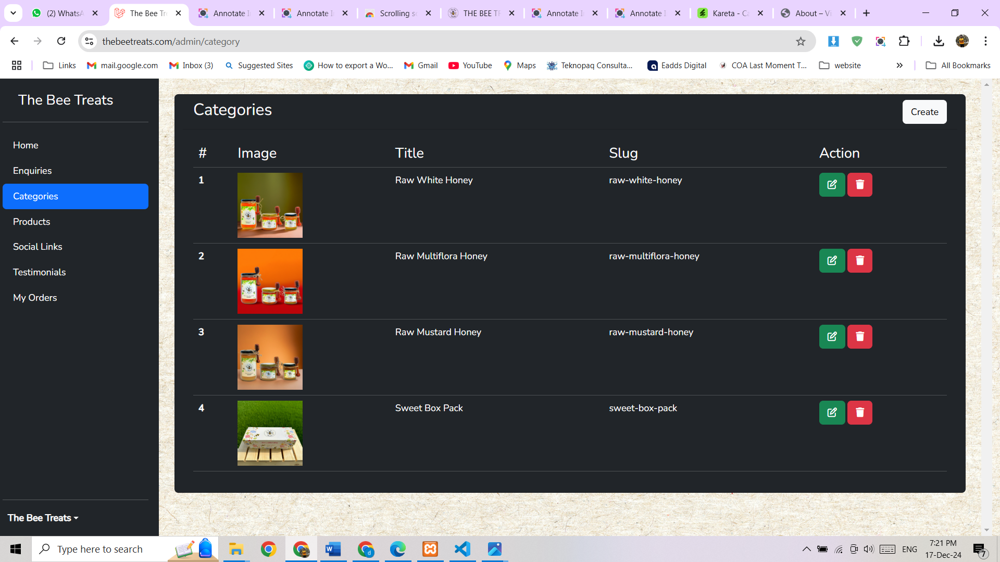 (2) WhatsA
The Bee Tre
Annotate I
Annotate I
Scrolling s
THE BEE T
Annotate I
Annotate I
Kareta - Ca
About – Vi
thebeetreats.com/admin/category
Links
mail.google.com
Inbox (3)
Suggested Sites
How to export a Wo...
Gmail
YouTube
Maps
Teknopaq Consulta...
Eadds Digital
COA Last Moment T...
website
All Bookmarks
The Bee Treats
Home
Enquiries
Categories
Products
Social Links
Testimonials
My Orders
The Bee Treats
Categories
Create
# Image Title Slug Action
1 Raw White Honey raw-white-honey
2 Raw Multiflora Honey raw-multiflora-honey
3 Raw Mustard Honey raw-mustard-honey
4 Sweet Box Pack sweet-box-pack
Type here to search
ENG
7:21 PM
17-Dec-24
7